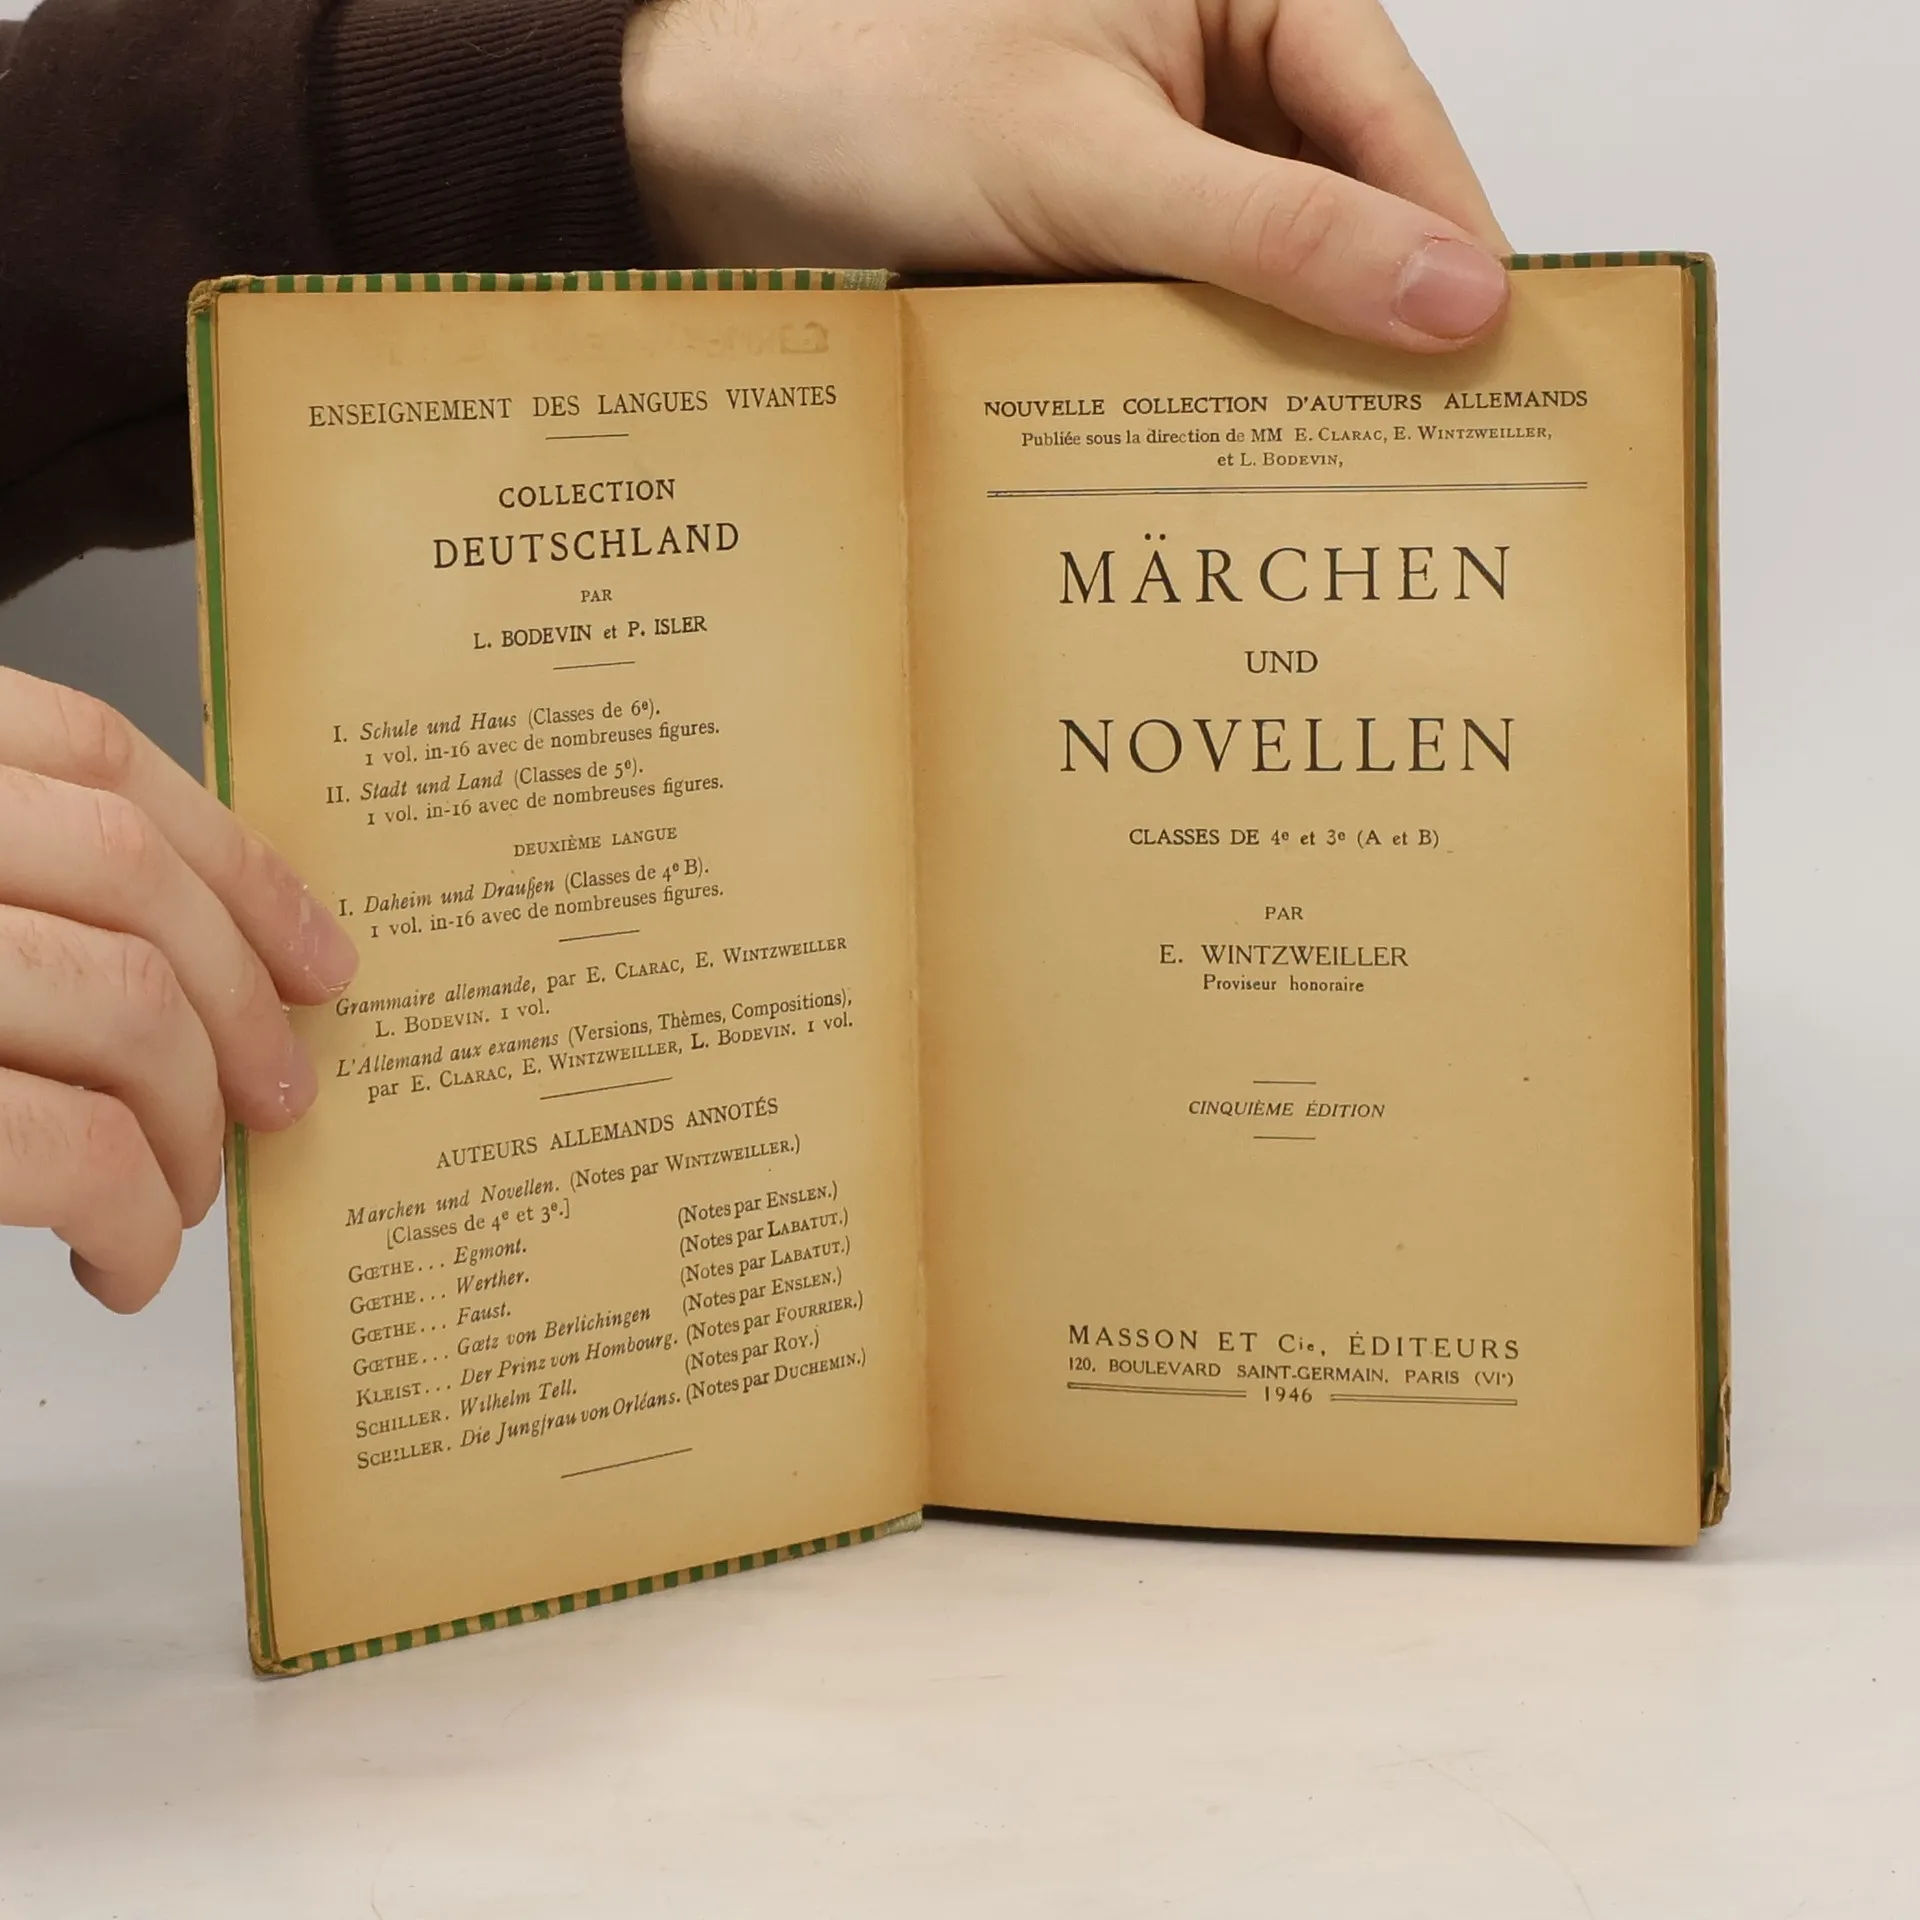 ENSEIGNEMENT DES LANGUES VIVANTES
COLLECTION
DEUTSCHLAND
PAR
L. BODEVIN et P. ISLER
I. Schule und Haus (Classes de 6e).
1 vol. in-16 avec de nombreuses figures.
II. Stadt und Land (Classes de 5e).
1 vol. in-16 avec de nombreuses figures.
DEUXIÈME LANGUE
I. Daheim und Draußen (Classes de 4e B).
1 vol. in-16 avec de nombreuses figures.
Grammaire allemande, par E. CLARAC, E. WINTZWEILLER
L. BODEVIN. 1 vol.
L'Allemand aux examens (Versions, Thèmes, Compositions),
par E. CLARAC, E. WINTZWEILLER, L. BODEVIN. 1 vol.
AUTEURS ALLEMANDS ANNOTÉS
Märchen und Novellen. (Notes par WINTZWEILLER.)
[Classes de 4e et 3e.]
GŒTHE... Egmont. (Notes par ENSLEN.)
GŒTHE... Werther. (Notes par LABATUT.)
GŒTHE... Faust. (Notes par LABATUT.)
GŒTHE... Gœtz von Berlichingen (Notes par ENSLEN.)
KLEIST... Der Prinz von Hombourg. (Notes par FOURRIER.)
SCHILLER. Wilhelm Tell. (Notes par ROY.)
SCHILLER. Die Jungfrau von Orléans. (Notes par DUCHEMIN.)
NOUVELLE COLLECTION D'AUTEURS ALLEMANDS
Publiée sous la direction de MM E. CLARAC, E. WINTZWEILLER,
et L. BODEVIN,
MÄRCHEN
UND
NOVELLEN
CLASSES DE 4e et 3e (A et B)
PAR
E. WINTZWEILLER
Proviseur honoraire
CINQUIÈME ÉDITION
MASSON ET Cie, ÉDITEURS
120, BOULEVARD SAINT-GERMAIN, PARIS (VIe)
1946